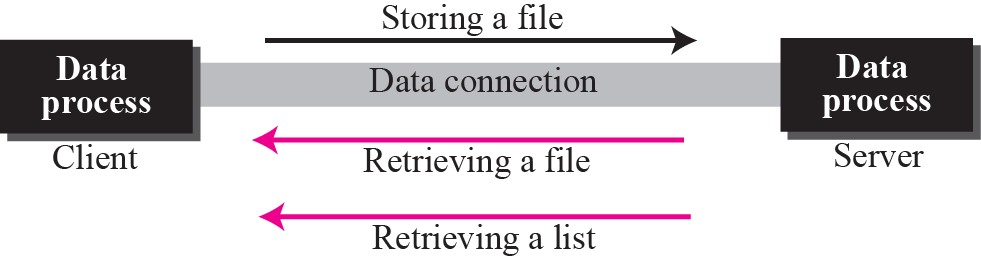 Storing a file
Data
process
Data connection
Data
process
Client
Retrieving a file
Server
Retrieving a list